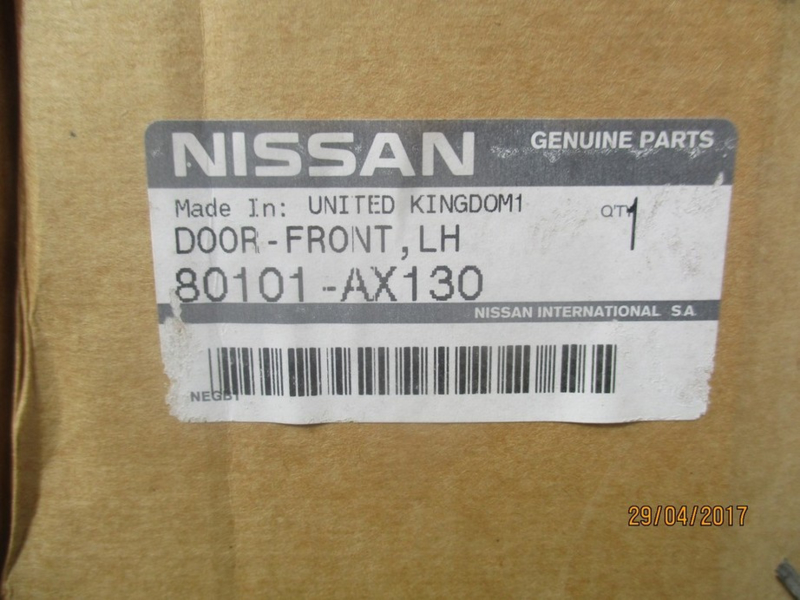 NISSAN GENUINE PARTS
Made In: UNITED KINGDOM1 QTY 1
DOOR-FRONT,LH
80101-AX130
NISSAN INTERNATIONAL S.A.
NEGB1
29/04/2017